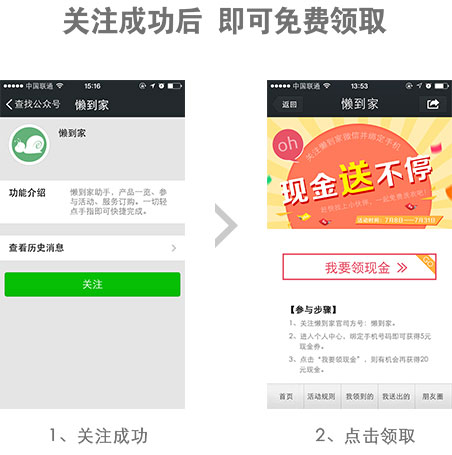 关注成功后 即可免费领取
中国联通 15:16
查找公众号 懒到家
懒到家
功能介绍
懒到家助手、产品一览、参
与活动、服务订购。一切轻
点手指即可快捷完成。
查看历史消息
关注
1、关注成功
中国联通 13:53
返回 懒到家
oh
关注懒到家微信并绑定手机
现金送不停
活动时间：7月8日——7月31日
我要领现金
GO
【参与步骤】
1、关注懒到家官司方号：懒到家。
2、进入个人中心，绑定手机号码即可获得5元
现金券。
3、点击“我要领现金”，则有机会再获得20
元现金。
首页 活动规则 我领到的 我送出的 朋友圈
2、点击领取